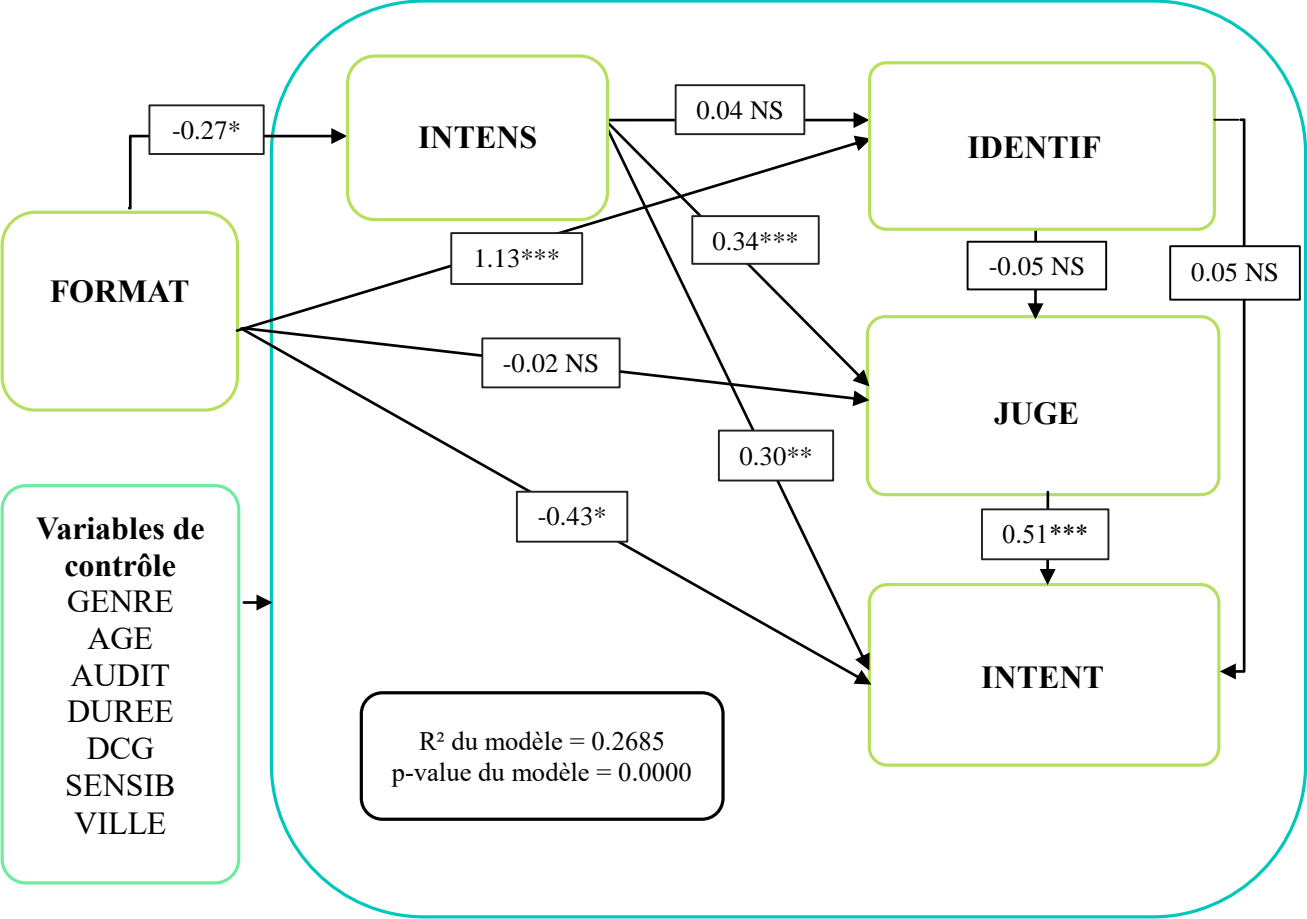 -0.27*
INTENS
0.04 NS
IDENTIF
FORMAT
1.13***
0.34***
-0.05 NS
0.05 NS
-0.02 NS
JUGE
0.30**
-0.43*
0.51***
INTENT
Variables de
contrôle
GENRE
AGE
AUDIT
DUREE
DCG
SENSIB
VILLE
R² du modèle = 0.2685
p-value du modèle = 0.0000